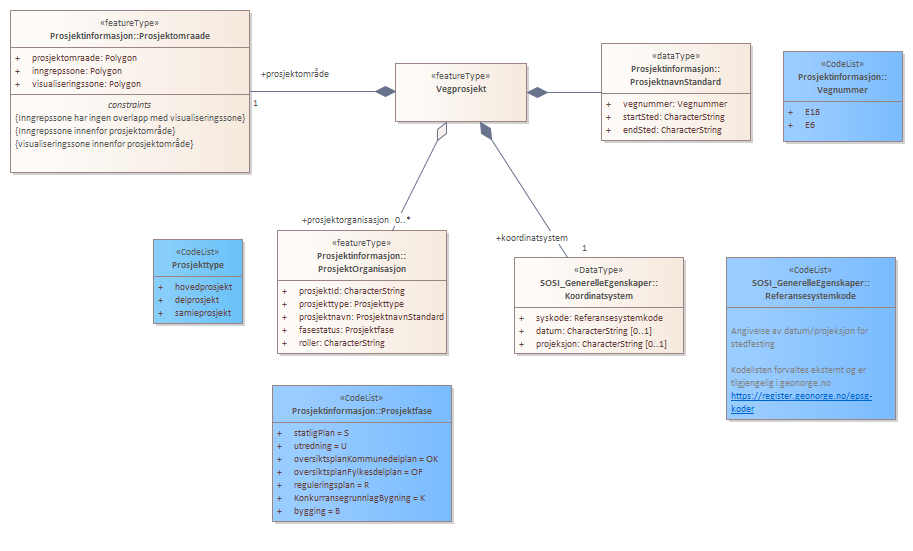 «featureType»
Prosjektinformasjon::Prosjektomraade
+ prosjektomraade: Polygon
+ inngrepssone: Polygon
+ visualiseringssone: Polygon
constraints
{Inngrepssone har ingen overlapp med visualiseringssone}
{Inngrepssone innenfor prosjektområde}
{visualiseringssone innenfor prosjektområde}
+prosjektområde
1
«featureType»
Vegprosjekt
«dataType»
Prosjektinformasjon::
ProsjektnavnStandard
+ vegnummer: Vegnummer
+ startSted: CharacterString
+ endSted: CharacterString
«CodeList»
Prosjektinformasjon::
Vegnummer
+ E18
+ E6
+prosjektorganisasjon 0..*
+koordinatsystem
1
«CodeList»
Prosjekttype
+ hovedprosjekt
+ delprosjekt
+ samleprosjekt
«featureType»
Prosjektinformasjon::
ProsjektOrganisasjon
+ prosjektId: CharacterString
+ prosjekttype: Prosjekttype
+ prosjektnavn: ProsjektnavnStandard
+ fasestatus: Prosjektfase
+ roller: CharacterString
«DataType»
SOSI_GenerelleEgenskaper::
Koordinatsystem
+ syskode: Referansesystemkode
+ datum: CharacterString [0..1]
+ projeksjon: CharacterString [0..1]
«CodeList»
SOSI_GenerelleEgenskaper::
Referansesystemkode
Angivelse av datum/projeksjon for
stedfesting
Kodelisten forvaltes eksternt og er
tilgjengelig i geonorge.no
https://register.geonorge.no/epsg-
koder
«CodeList»
Prosjektinformasjon::Prosjektfase
+ statligPlan = S
+ utredning = U
+ oversiktsplanKommunedelplan = OK
+ oversiktsplanFylkesdelplan = OF
+ reguleringsplan = R
+ KonkurransegrunnlagBygning = K
+ bygging = B